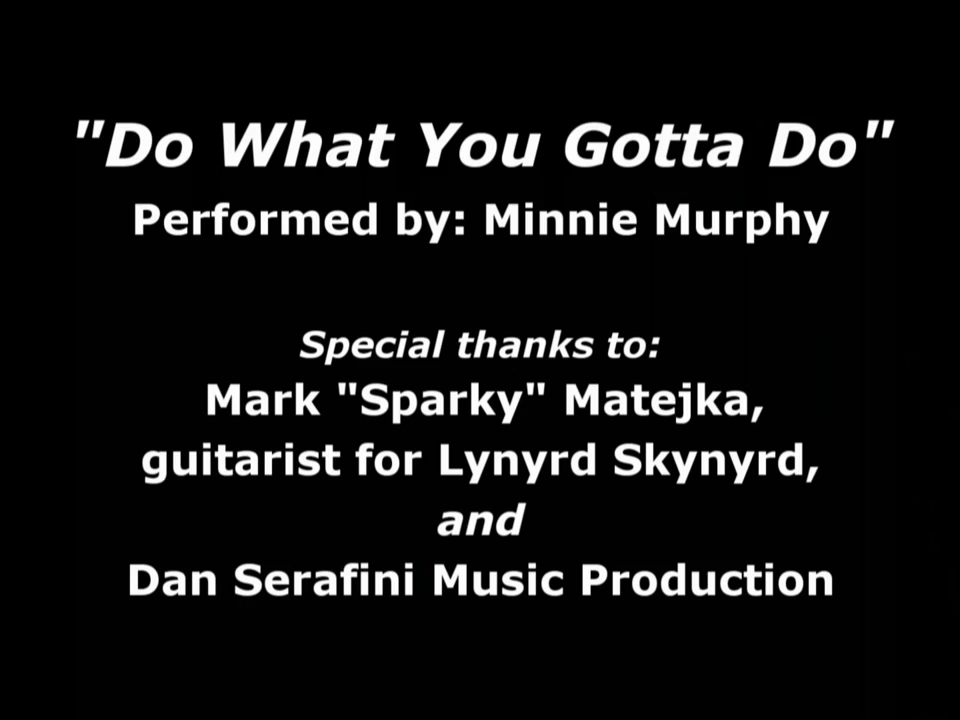 "Do What You Gotta Do"
Performed by: Minnie Murphy
Special thanks to:
Mark "Sparky" Matejka,
guitarist for Lynyrd Skynyrd,
and
Dan Serafini Music Production